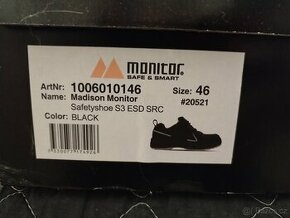 monitor
SAFE & SMART
ArtNr: 1006010146
Size: 46
Name: Madison Monitor
#20521
Safetyshoe S3 ESD SRC
Color: BLACK